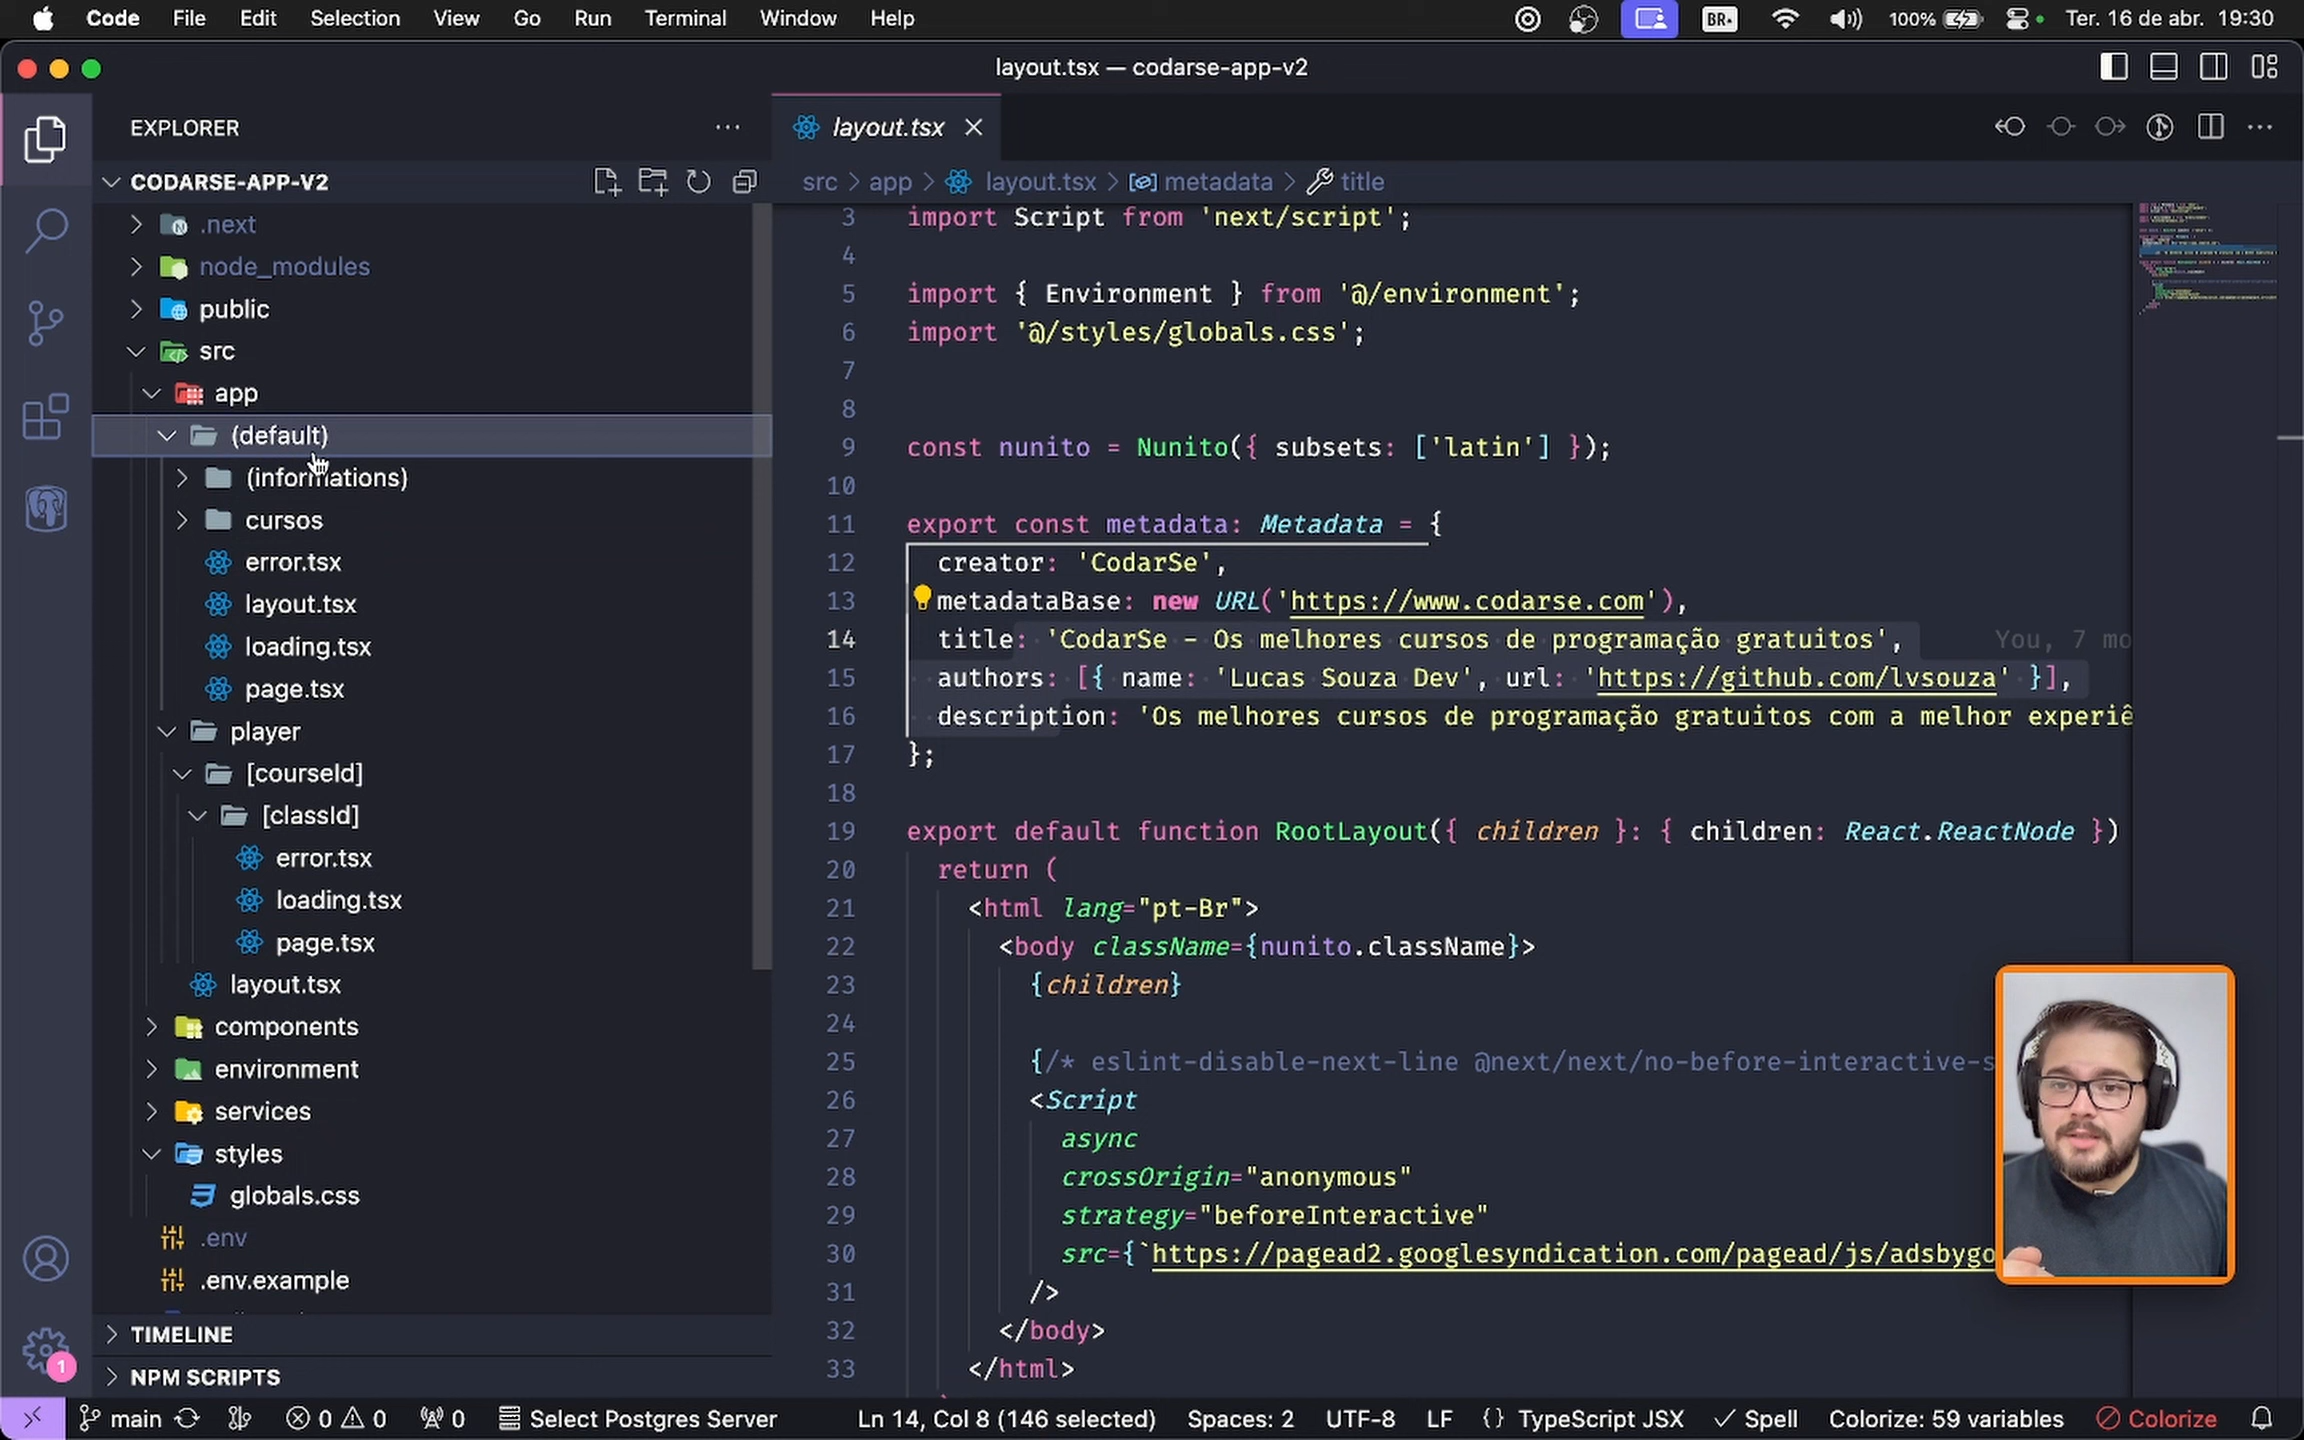 Code File Edit Selection View Go Run Terminal Window Help BR 100% Ter. 16 de abr. 19:30
layout.tsx — codarse-app-v2
EXPLORER
CODARSE-APP-V2
.next
node_modules
public
src
app
(default)
(informations)
cursos
error.tsx
layout.tsx
loading.tsx
page.tsx
player
[courseId]
[classId]
error.tsx
loading.tsx
page.tsx
layout.tsx
components
environment
services
styles
globals.css
.env
.env.example
TIMELINE
NPM SCRIPTS
layout.tsx
src > app > layout.tsx > metadata > title
3 import Script from 'next/script';
4
5 import { Environment } from '@/environment';
6 import '@/styles/globals.css';
7
8
9 const nunito = Nunito({ subsets: ['latin'] });
10
11 export const metadata: Metadata = {
12 creator: 'CodarSe',
13 metadataBase: new URL('https://www.codarse.com'),
14 title: 'CodarSe - Os melhores cursos de programação gratuitos', You, 7 mo
15 authors: [{ name: 'Lucas Souza Dev', url: 'https://github.com/lvsouza' }],
16 description: 'Os melhores cursos de programação gratuitos com a melhor experiê
17 };
18
19 export default function RootLayout({ children }: { children: React.ReactNode })
20 return (
21 <html lang="pt-Br">
22 <body className={nunito.className}>
23 {children}
24
25 {/* eslint-disable-next-line @next/next/no-before-interactive-s
26 <Script
27 async
28 crossOrigin="anonymous"
29 strategy="beforeInteractive"
30 src={`https://pagead2.googlesyndication.com/pagead/js/adsbygo
31 />
32 </body>
33 </html>
1
main 0 0 0 Select Postgres Server Ln 14, Col 8 (146 selected) Spaces: 2 UTF-8 LF {} TypeScript JSX Spell Colorize: 59 variables Colorize